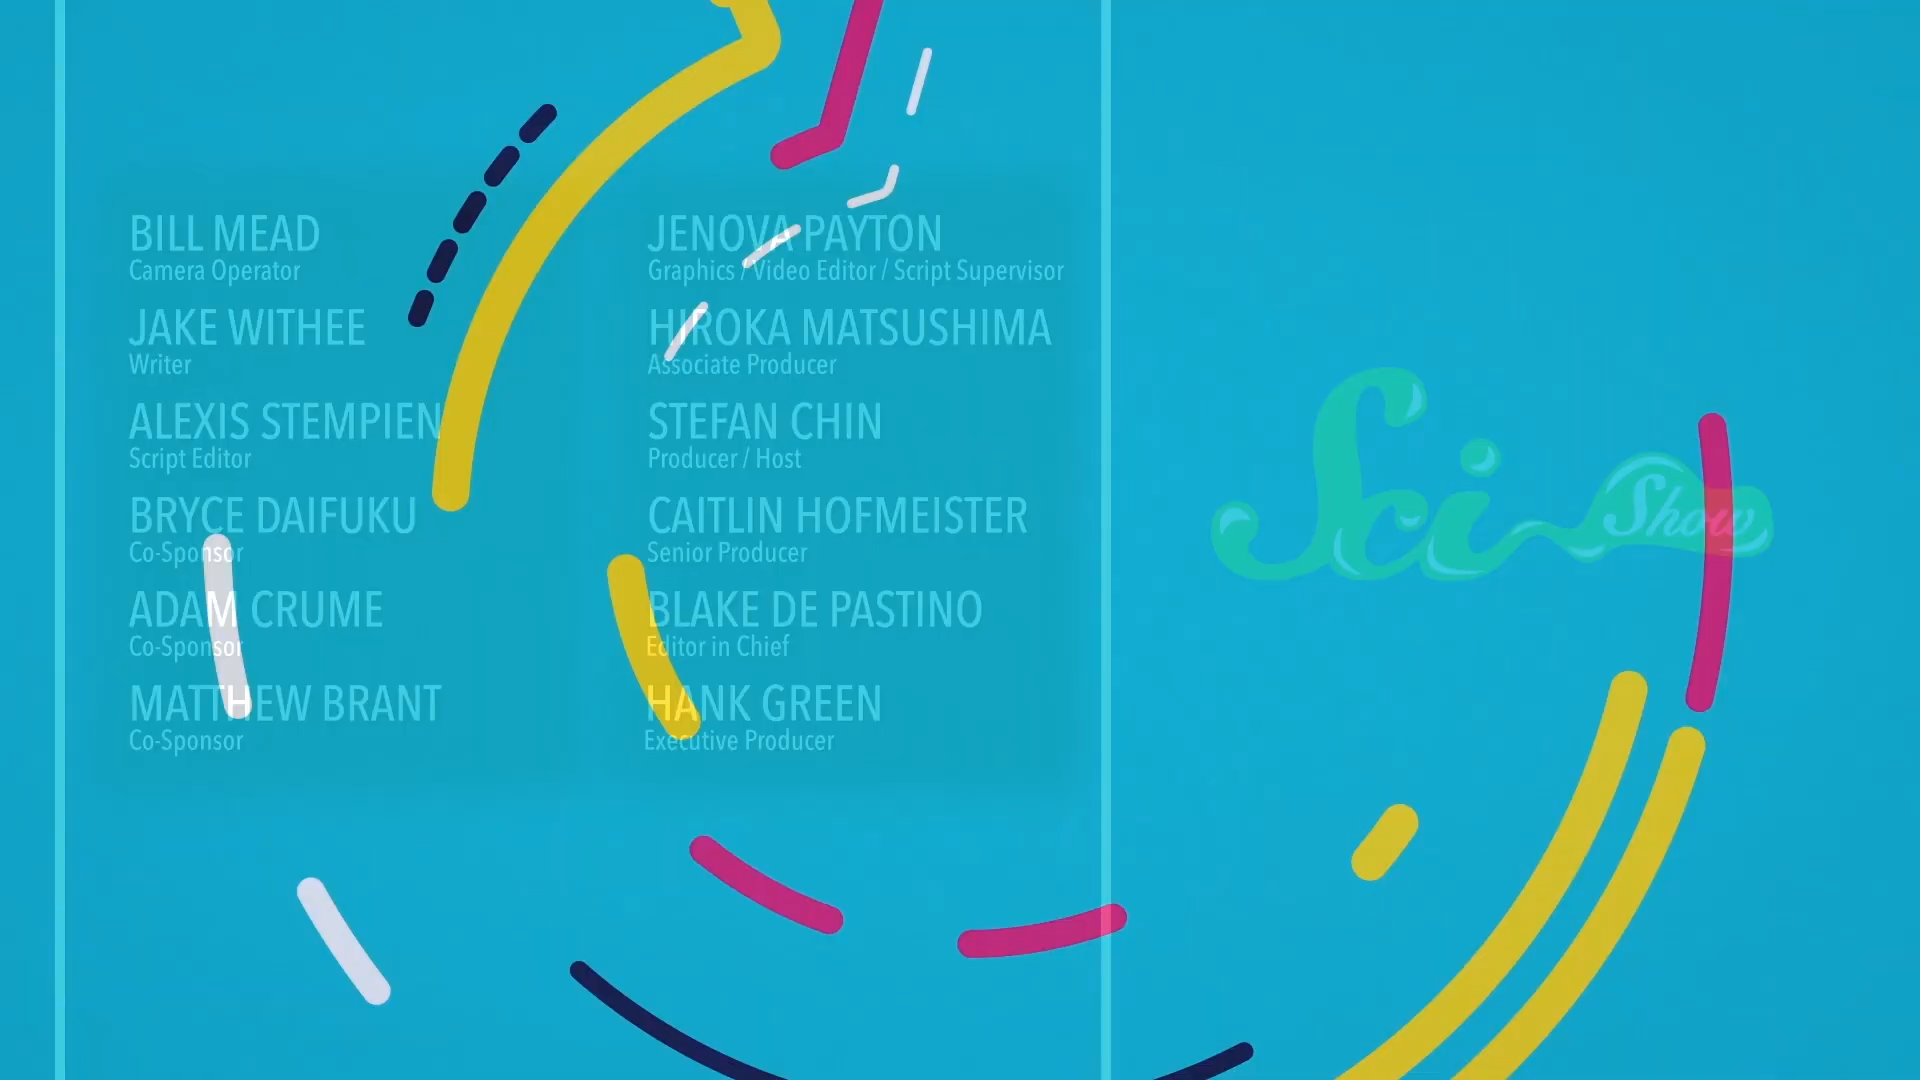 BILL MEAD
Camera Operator
JAKE WITHEE
Writer
ALEXIS STEMPIEN
Script Editor
BRYCE DAIFUKU
Co-Sponsor
ADAM CRUME
Co-Sponsor
MATTHEW BRANT
Co-Sponsor
JENOVA PAYTON
Graphics / Video Editor / Script Supervisor
HIROKA MATSUSHIMA
Associate Producer
STEFAN CHIN
Producer / Host
CAITLIN HOFMEISTER
Senior Producer
BLAKE DE PASTINO
Editor in Chief
HANK GREEN
Executive Producer
Sci Show